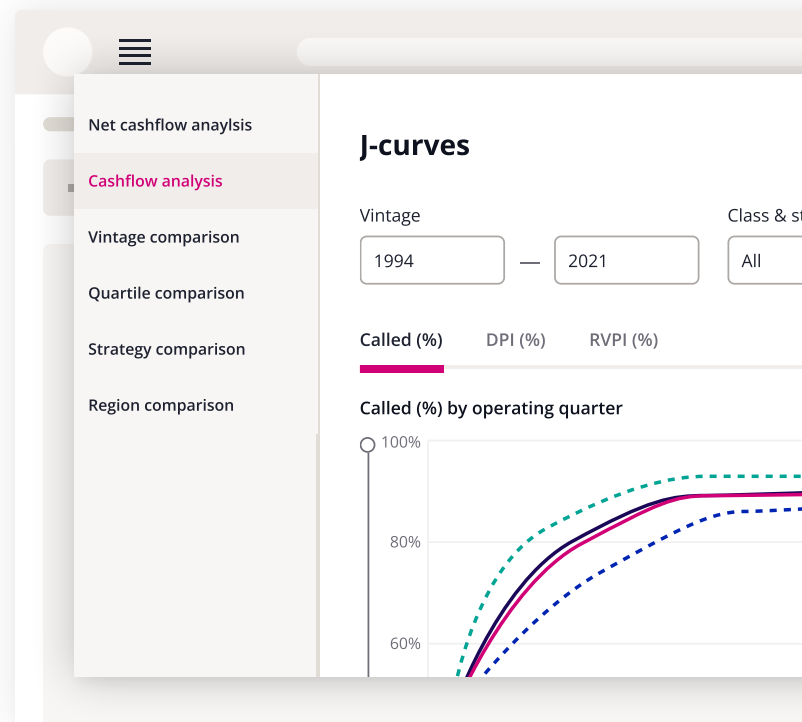 Net cashflow anaylsis
Cashflow analysis
Vintage comparison
Quartile comparison
Strategy comparison
Region comparison
J-curves
Vintage
Class & st
1994 — 2021
All
Called (%)
DPI (%)
RVPI (%)
Called (%) by operating quarter
100%
80%
60%